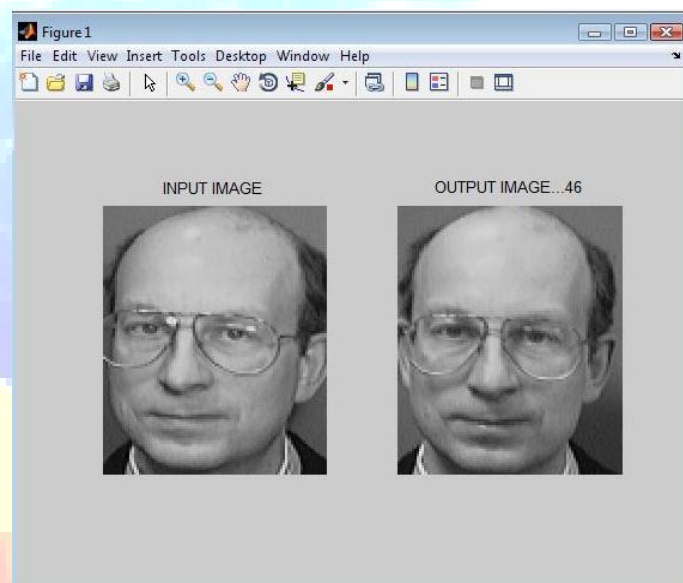 Figure 1
File Edit View Insert Tools Desktop Window Help
INPUT IMAGE
OUTPUT IMAGE...46